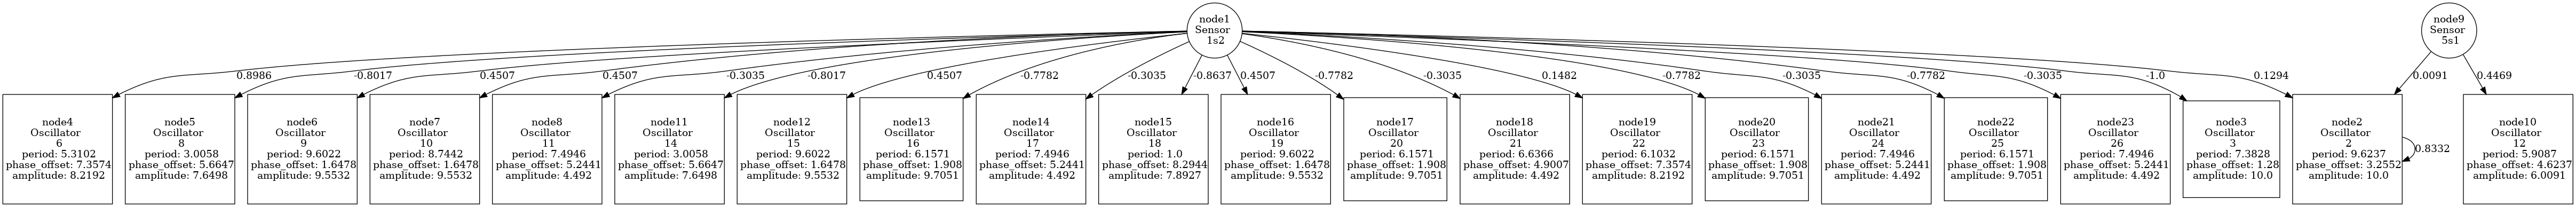 node1
Sensor
1s2
node9
Sensor
5s1
0.8986
-0.8017
0.4507
0.4507
-0.3035
-0.8017
0.4507
-0.7782
-0.3035
-0.8637
0.4507
-0.7782
-0.3035
0.1482
-0.7782
-0.3035
-0.7782
-0.3035
-1.0
0.1294
0.0091
0.4469
node4
Oscillator
6
period: 5.3102
phase_offset: 7.3574
amplitude: 8.2192
node5
Oscillator
8
period: 3.0058
phase_offset: 5.6647
amplitude: 7.6498
node6
Oscillator
9
period: 9.6022
phase_offset: 1.6478
amplitude: 9.5532
node7
Oscillator
10
period: 8.7442
phase_offset: 1.6478
amplitude: 9.5532
node8
Oscillator
11
period: 7.4946
phase_offset: 5.2441
amplitude: 4.492
node11
Oscillator
14
period: 3.0058
phase_offset: 5.6647
amplitude: 7.6498
node12
Oscillator
15
period: 9.6022
phase_offset: 1.6478
amplitude: 9.5532
node13
Oscillator
16
period: 6.1571
phase_offset: 1.908
amplitude: 9.7051
node14
Oscillator
17
period: 7.4946
phase_offset: 5.2441
amplitude: 4.492
node15
Oscillator
18
period: 1.0
phase_offset: 8.2944
amplitude: 7.8927
node16
Oscillator
19
period: 9.6022
phase_offset: 1.6478
amplitude: 9.5532
node17
Oscillator
20
period: 6.1571
phase_offset: 1.908
amplitude: 9.7051
node18
Oscillator
21
period: 6.6366
phase_offset: 4.9007
amplitude: 4.492
node19
Oscillator
22
period: 6.1032
phase_offset: 7.3574
amplitude: 8.2192
node20
Oscillator
23
period: 6.1571
phase_offset: 1.908
amplitude: 9.7051
node21
Oscillator
24
period: 7.4946
phase_offset: 5.2441
amplitude: 4.492
node22
Oscillator
25
period: 6.1571
phase_offset: 1.908
amplitude: 9.7051
node23
Oscillator
26
period: 7.4946
phase_offset: 5.2441
amplitude: 4.492
node3
Oscillator
3
period: 7.3828
phase_offset: 1.28
amplitude: 10.0
node2
Oscillator
2
period: 9.6237
phase_offset: 3.2552
amplitude: 10.0
0.8332
node10
Oscillator
12
period: 5.9087
phase_offset: 4.6237
amplitude: 6.0091